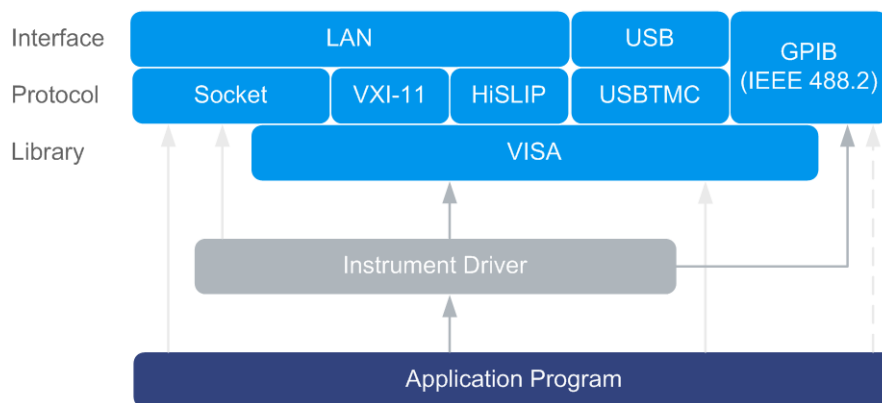 Interface
LAN
USB
GPIB
(IEEE 488.2)
Protocol
Socket
VXI-11
HiSLIP
USBTMC
Library
VISA
Instrument Driver
Application Program